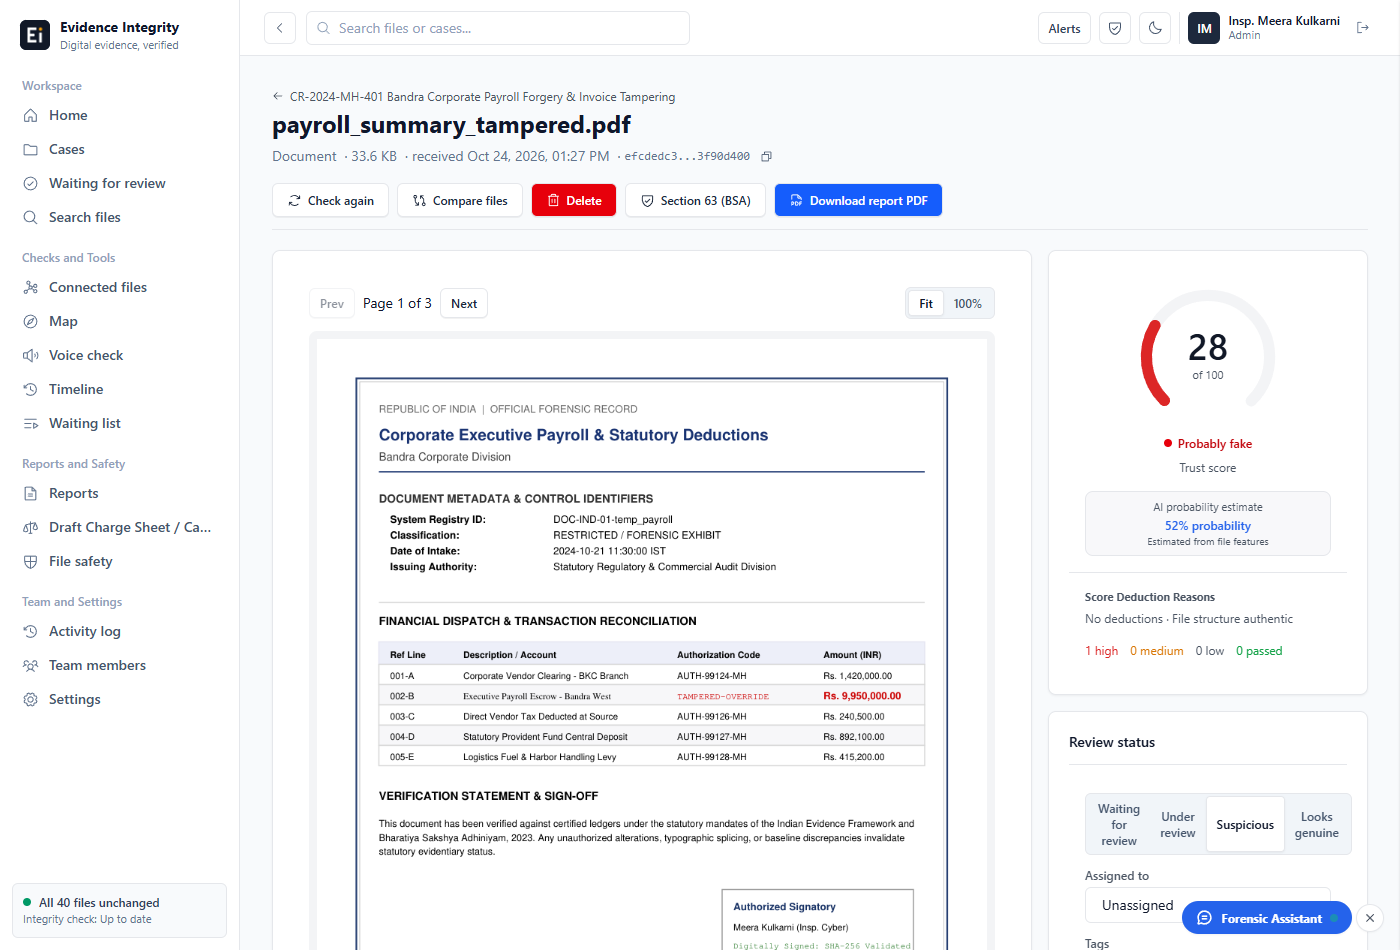 Ei
Evidence Integrity
Digital evidence, verified
Workspace
Home
Cases
Waiting for review
Search files
Checks and Tools
Connected files
Map
Voice check
Timeline
Waiting list
Reports and Safety
Reports
Draft Charge Sheet / Ca...
File safety
Team and Settings
Activity log
Team members
Settings
All 40 files unchanged
Integrity check: Up to date
Search files or cases...
Alerts
IM
Insp. Meera Kulkarni
Admin
← CR-2024-MH-401 Bandra Corporate Payroll Forgery & Invoice Tampering
payroll_summary_tampered.pdf
Document · 33.6 KB · received Oct 24, 2026, 01:27 PM · efcdedc3...3f90d400
Check again
Compare files
Delete
Section 63 (BSA)
PDF
Download report PDF
Prev
Page 1 of 3
Next
Fit
100%
REPUBLIC OF INDIA | OFFICIAL FORENSIC RECORD
Corporate Executive Payroll & Statutory Deductions
Bandra Corporate Division
DOCUMENT METADATA & CONTROL IDENTIFIERS
System Registry ID: DOC-IND-01-temp_payroll
Classification: RESTRICTED / FORENSIC EXHIBIT
Date of Intake: 2024-10-21 11:30:00 IST
Issuing Authority: Statutory Regulatory & Commercial Audit Division
FINANCIAL DISPATCH & TRANSACTION RECONCILIATION
Ref Line Description / Account Authorization Code Amount (INR)
001-A Corporate Vendor Clearing - BKC Branch AUTH-99124-MH Rs. 1,420,000.00
002-B Executive Payroll Escrow - Bandra West TAMPERED-OVERRIDE Rs. 9,950,000.00
003-C Direct Vendor Tax Deducted at Source AUTH-99126-MH Rs. 240,500.00
004-D Statutory Provident Fund Central Deposit AUTH-99127-MH Rs. 892,100.00
005-E Logistics Fuel & Harbor Handling Levy AUTH-99128-MH Rs. 415,200.00
VERIFICATION STATEMENT & SIGN-OFF
This document has been verified against certified ledgers under the statutory mandates of the Indian Evidence Framework and
Bharatiya Sakshya Adhiniyam, 2023. Any unauthorized alterations, typographic splicing, or baseline discrepancies invalidate
statutory evidentiary status.
Authorized Signatory
Meera Kulkarni (Insp. Cyber)
Digitally Signed: SHA-256 Validated
28
of 100
Probably fake
Trust score
AI probability estimate
52% probability
Estimated from file features
Score Deduction Reasons
No deductions · File structure authentic
1 high 0 medium 0 low 0 passed
Review status
Waiting for review
Under review
Suspicious
Looks genuine
Assigned to
Unassigned
Forensic Assistant
Tags